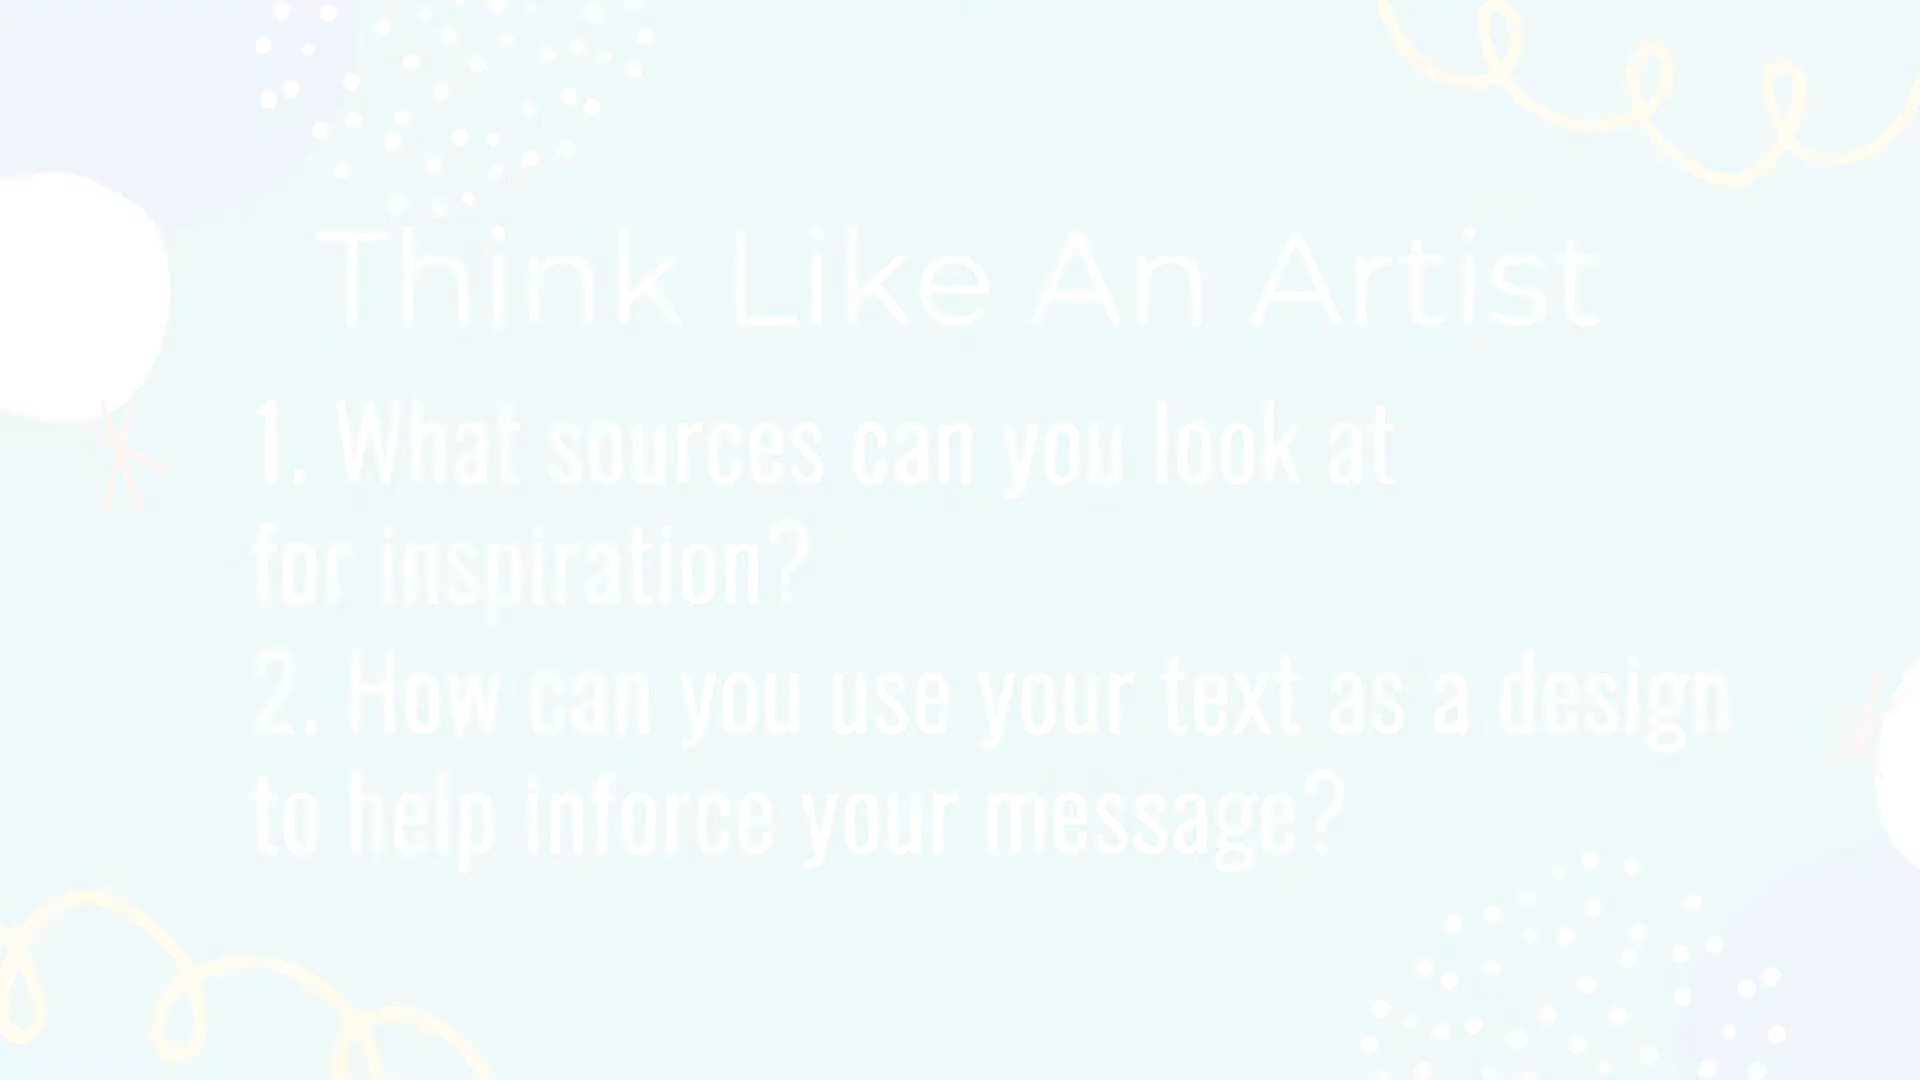 Think Like An Artist
1. What sources can you look at
for inspiration?
2. How can you use your text as a design
to help inforce your message?